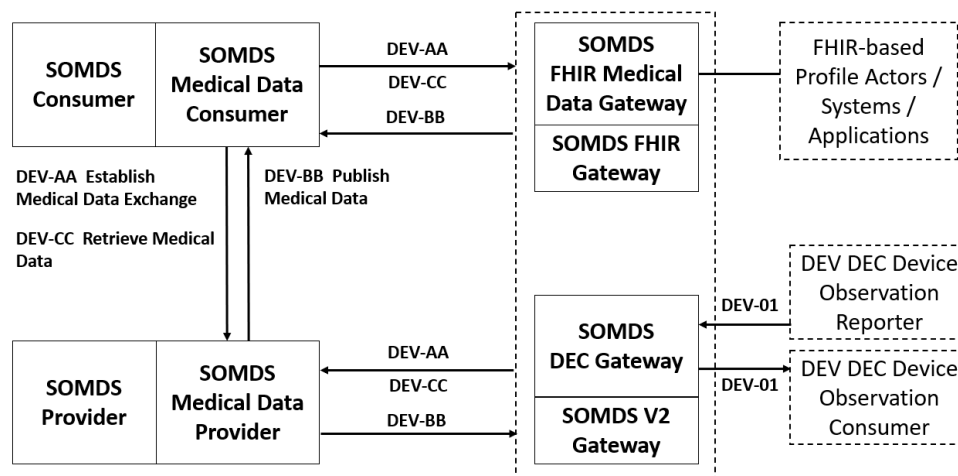 SOMDS
Consumer
SOMDS
Medical Data
Consumer
DEV-AA
DEV-CC
DEV-BB
SOMDS
FHIR Medical
Data Gateway
SOMDS FHIR
Gateway
FHIR-based
Profile Actors /
Systems /
Applications
DEV-AA Establish
Medical Data Exchange
DEV-CC Retrieve Medical
Data
DEV-BB Publish
Medical Data
SOMDS
Provider
SOMDS
Medical Data
Provider
DEV-AA
DEV-CC
DEV-BB
SOMDS
DEC Gateway
SOMDS V2
Gateway
DEV-01
DEV-01
DEV DEC Device
Observation
Reporter
DEV DEC Device
Observation
Consumer